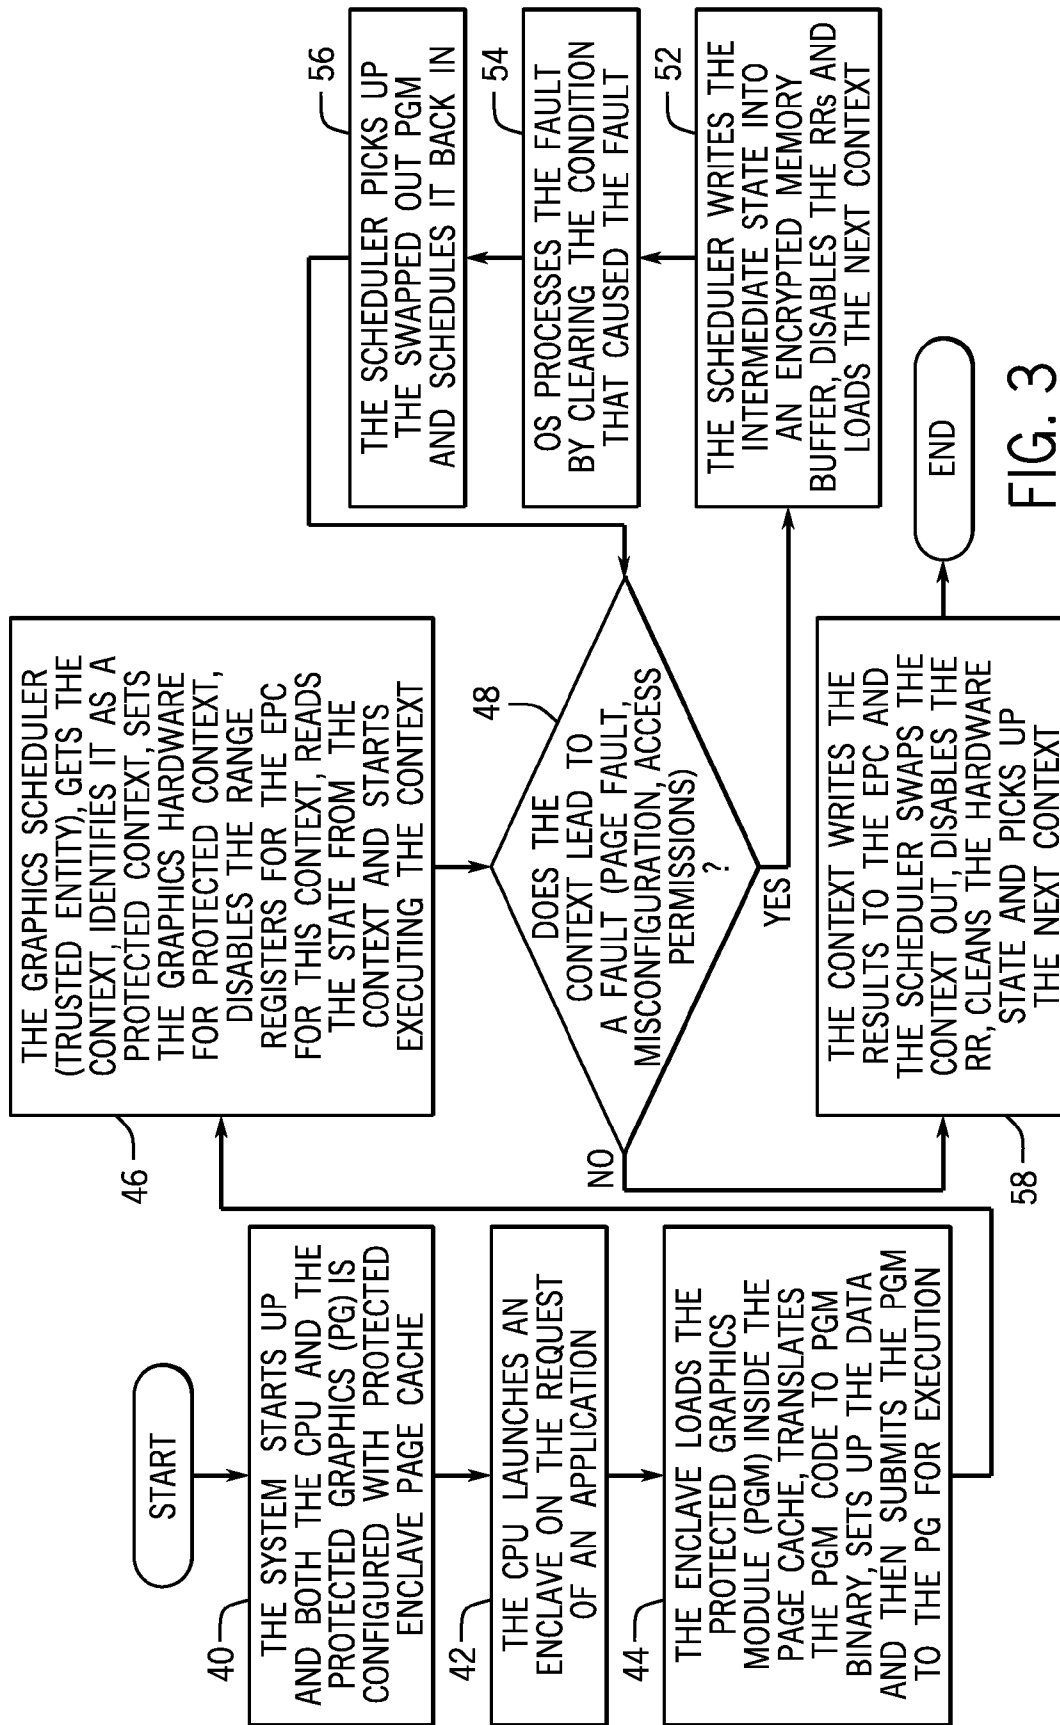 START
40
THE SYSTEM STARTS UP
AND BOTH THE CPU AND THE
PROTECTED GRAPHICS (PG) IS
CONFIGURED WITH PROTECTED
ENCLAVE PAGE CACHE
42
THE CPU LAUNCHES AN
ENCLAVE ON THE REQUEST
OF AN APPLICATION
44
THE ENCLAVE LOADS THE
PROTECTED GRAPHICS
MODULE (PGM) INSIDE THE
PAGE CACHE, TRANSLATES
THE PGM CODE TO PGM
BINARY, SETS UP THE DATA
AND THEN SUBMITS THE PGM
TO THE PG FOR EXECUTION
46
THE GRAPHICS SCHEDULER
(TRUSTED ENTITY), GETS THE
CONTEXT, IDENTIFIES IT AS A
PROTECTED CONTEXT, SETS
THE GRAPHICS HARDWARE
FOR PROTECTED CONTEXT,
DISABLES THE RANGE
REGISTERS FOR THE EPC
FOR THIS CONTEXT, READS
THE STATE FROM, THE
CONTEXT AND STARTS
EXECUTING THE CONTEXT
48
DOES THE
CONTEXT LEAD TO
A FAULT (PAGE FAULT,
MISCONFIGURATION, ACCESS
PERMISSIONS)
?
NO
YES
58
THE CONTEXT WRITES THE
RESULTS TO THE EPC AND
THE SCHEDULER SWAPS THE
CONTEXT OUT, DISABLES THE
RR, CLEANS THE HARDWARE
STATE AND PICKS UP
THE NEXT CONTEXT
56
THE SCHEDULER PICKS UP
THE SWAPPED OUT PGM
AND SCHEDULES IT BACK IN
54
OS PROCESSES THE FAULT
BY CLEARING THE CONDITION
THAT CAUSED THE FAULT
52
THE SCHEDULER WRITES THE
INTERMEDIATE STATE INTO
AN ENCRYPTED MEMORY
BUFFER, DISABLES THE RRs AND
LOADS THE NEXT CONTEXT
END
FIG. 3